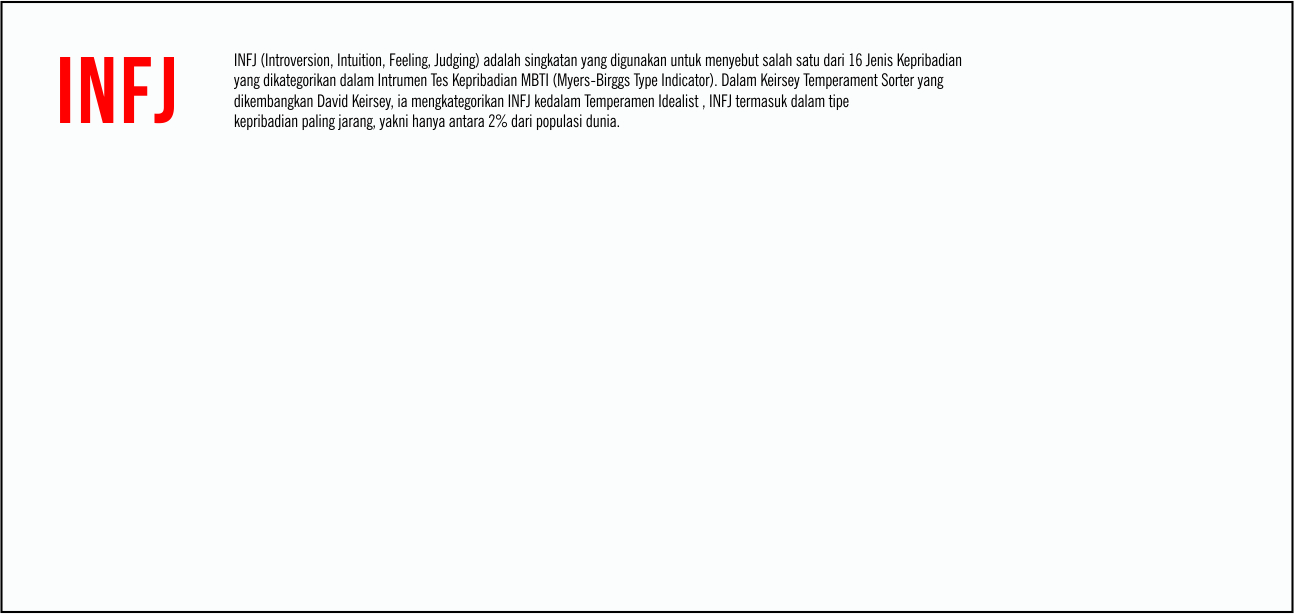 INFJ
INFJ (Introversion, Intuition, Feeling, Judging) adalah singkatan yang digunakan untuk menyebut salah satu dari 16 Jenis Kepribadian
yang dikategorikan dalam Intrumen Tes Kepribadian MBTI (Myers-Birggs Type Indicator). Dalam Keirsey Temperament Sorter yang
dikembangkan David Keirsey, ia mengkategorikan INFJ kedalam Temperamen Idealist , INFJ termasuk dalam tipe
kepribadian paling jarang, yakni hanya antara 2% dari populasi dunia.